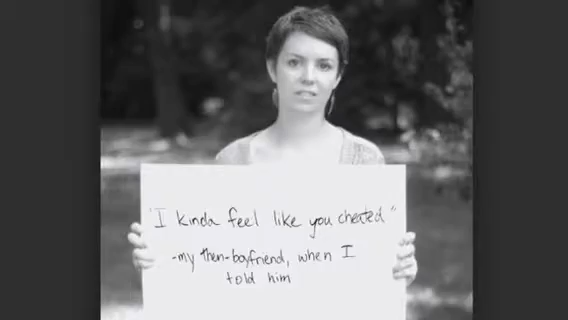 "I kinda feel like you cheated"
-my then-boyfriend, when I
told him